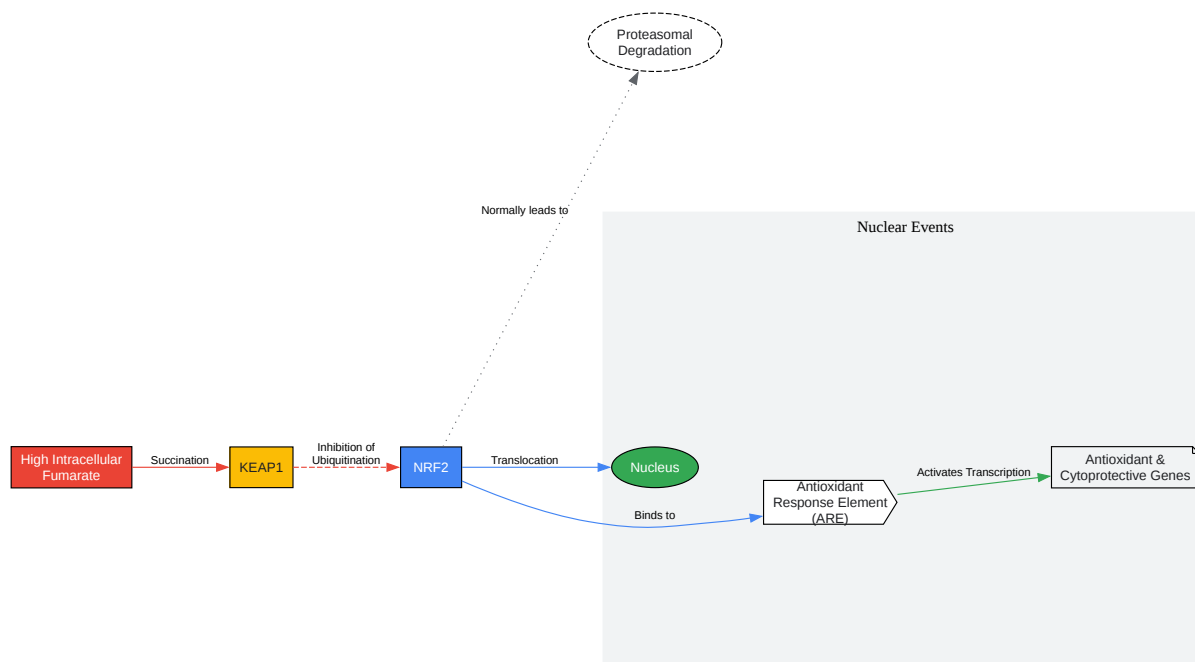 Proteasomal
Degradation
Normally leads to
Nuclear Events
High Intracellular
Fumarate
Succination
KEAP1
Inhibition of
Ubiquitination
NRF2
Translocation
Nucleus
Binds to
Antioxidant
Response Element
(ARE)
Activates Transcription
Antioxidant &
Cytoprotective Genes